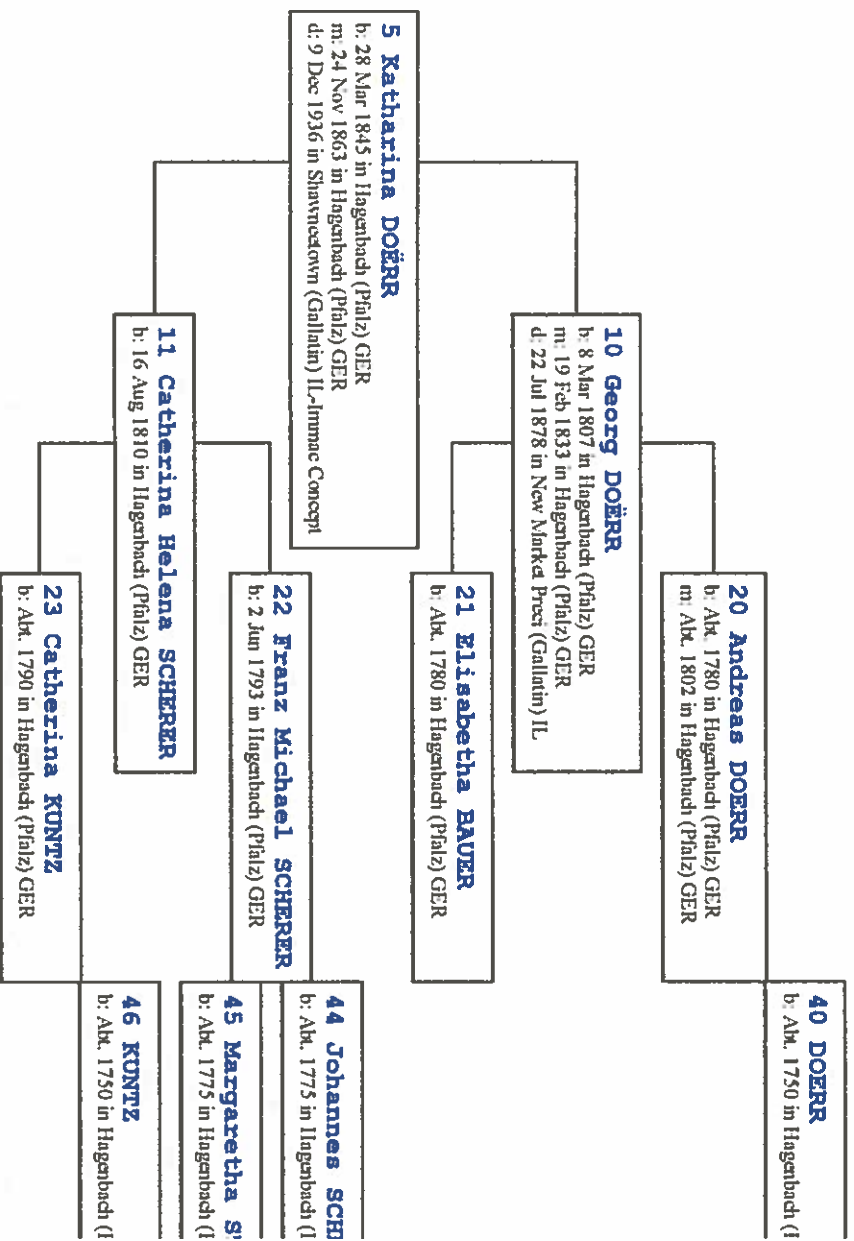 5 Katharina DOËRR
b: 28 Mar 1845 in Hagenbach (Pfalz) GER
m: 24 Nov 1863 in Hagenbach (Pfalz) GER
d: 9 Dec 1936 in Shawneetown (Gallatin) IL-Immac Concept
10 Georg DOËRR
b: 8 Mar 1807 in Hagenbach (Pfalz) GER
m: 19 Feb 1833 in Hagenbach (Pfalz) GER
d: 22 Jul 1878 in New Market Prect (Gallatin) IL
11 Catherina Helena SCHERER
b: 16 Aug 1810 in Hagenbach (Pfalz) GER
20 Andreas DOERR
b: Abt. 1780 in Hagenbach (Pfalz) GER
m: Abt. 1802 in Hagenbach (Pfalz) GER
21 Elisabetha BAUER
b: Abt. 1780 in Hagenbach (Pfalz) GER
22 Franz Michael SCHERER
b: 2 Jun 1793 in Hagenbach (Pfalz) GER
23 Catherina KUNTZ
b: Abt. 1790 in Hagenbach (Pfalz) GER
40 DOERR
b: Abt. 1750 in Hagenbach
44 Johannes
b: Abt. 1775 in Hagenbach
45 Margaretha
b: Abt. 1775 in Hagenbach
46 KUNTZ
b: Abt. 1750 in Hagenbach